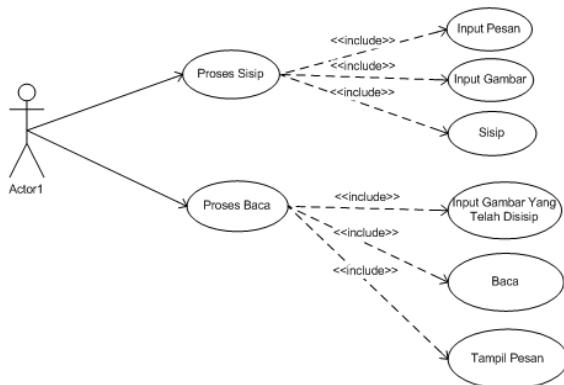 Input Pesan
<<include>>
Proses Sisip
<<include>>
Input Gambar
<<include>>
Sisip
Actor1
Proses Baca
<<include>>
Input Gambar Yang
Telah Disisip
<<include>>
Baca
<<include>>
Tampil Pesan